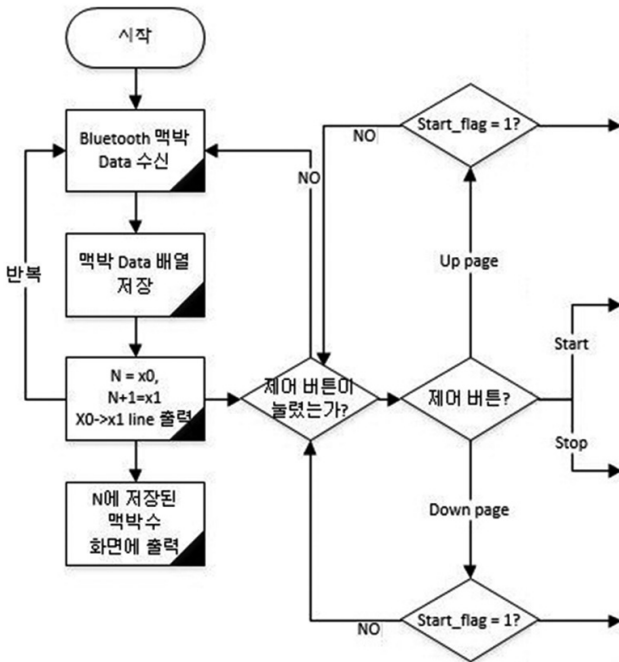 시작
Bluetooth 맥박
Data 수신
맥박 Data 배열
저장
반복
N = x0,
N+1=x1
X0->x1 line 출력
N에 저장된
맥박수
화면에 출력
NO
제어 버튼이
눌렸는가?
NO
Start_flag = 1?
Up page
제어 버튼?
Start
Stop
Down page
NO
Start_flag = 1?